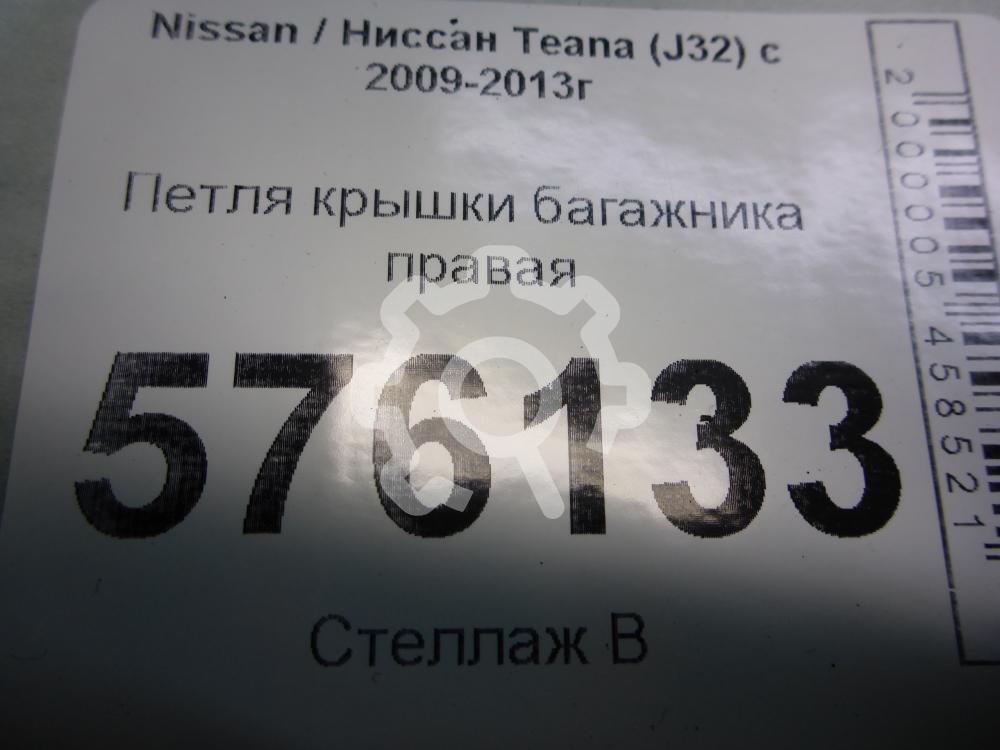 Nissan / Ниссан Teana (J32) с
2009-2013г
Петля крышки багажника
правая
576133
Стеллаж В
2000005458521